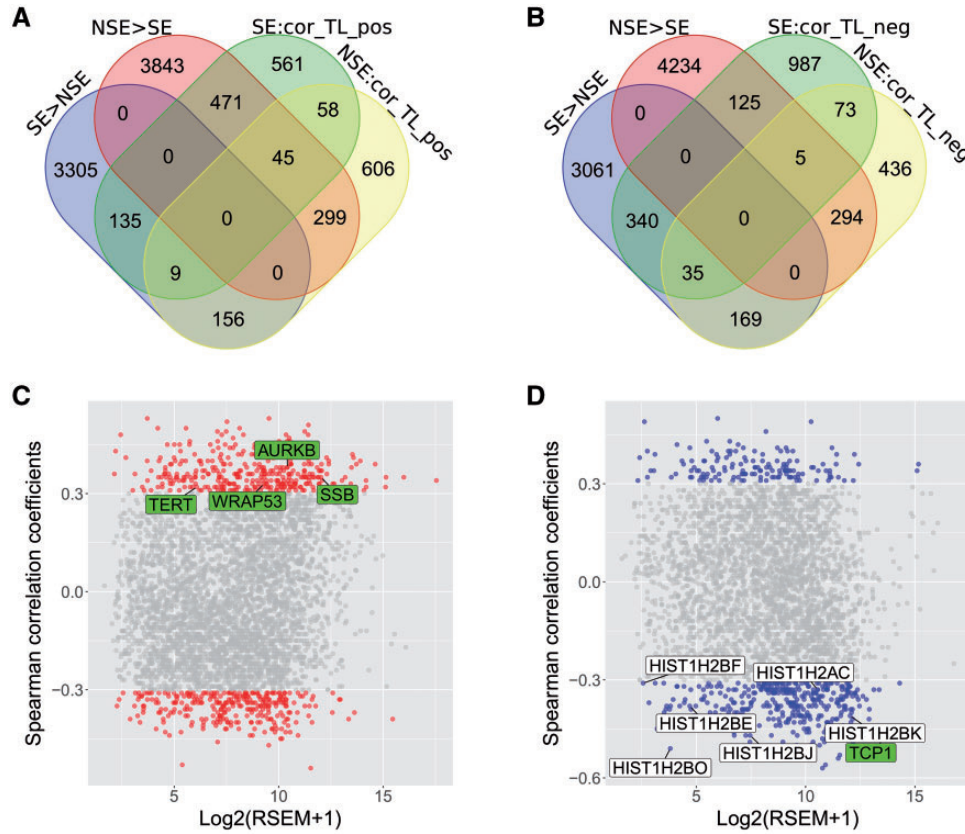 A
NSE>SE
SE:cor_TL_pos
SE>NSE
NSE:cor_TL_pos
3843
561
0
471
58
3305
0
45
606
135
0
299
9
0
156
B
NSE>SE
SE:cor_TL_neg
SE>NSE
NSE:cor_TL_neg
4234
987
0
125
73
3061
0
5
436
340
0
294
35
0
169
C
Spearman correlation coefficients
0.3
0.0
−0.3
AURKB
TERT
WRAP53
SSB
5
10
15
Log2(RSEM+1)
D
Spearman correlation coefficients
0.3
0.0
−0.3
−0.6
HIST1H2BF
HIST1H2AC
HIST1H2BE
HIST1H2BK
HIST1H2BJ
TCP1
HIST1H2BO
5
10
15
Log2(RSEM+1)